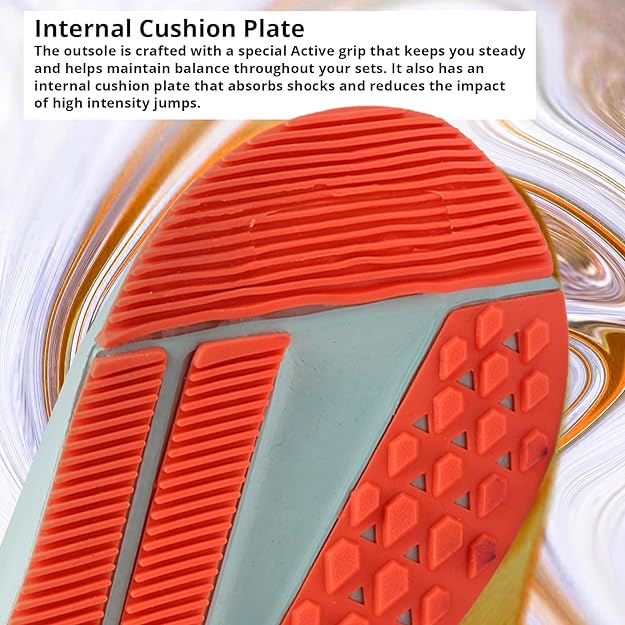 Internal Cushion Plate
The outsole is crafted with a special Active grip that keeps you steady
and helps maintain balance throughout your sets. It also has an
internal cushion plate that absorbs shocks and reduces the impact
of high intensity jumps.